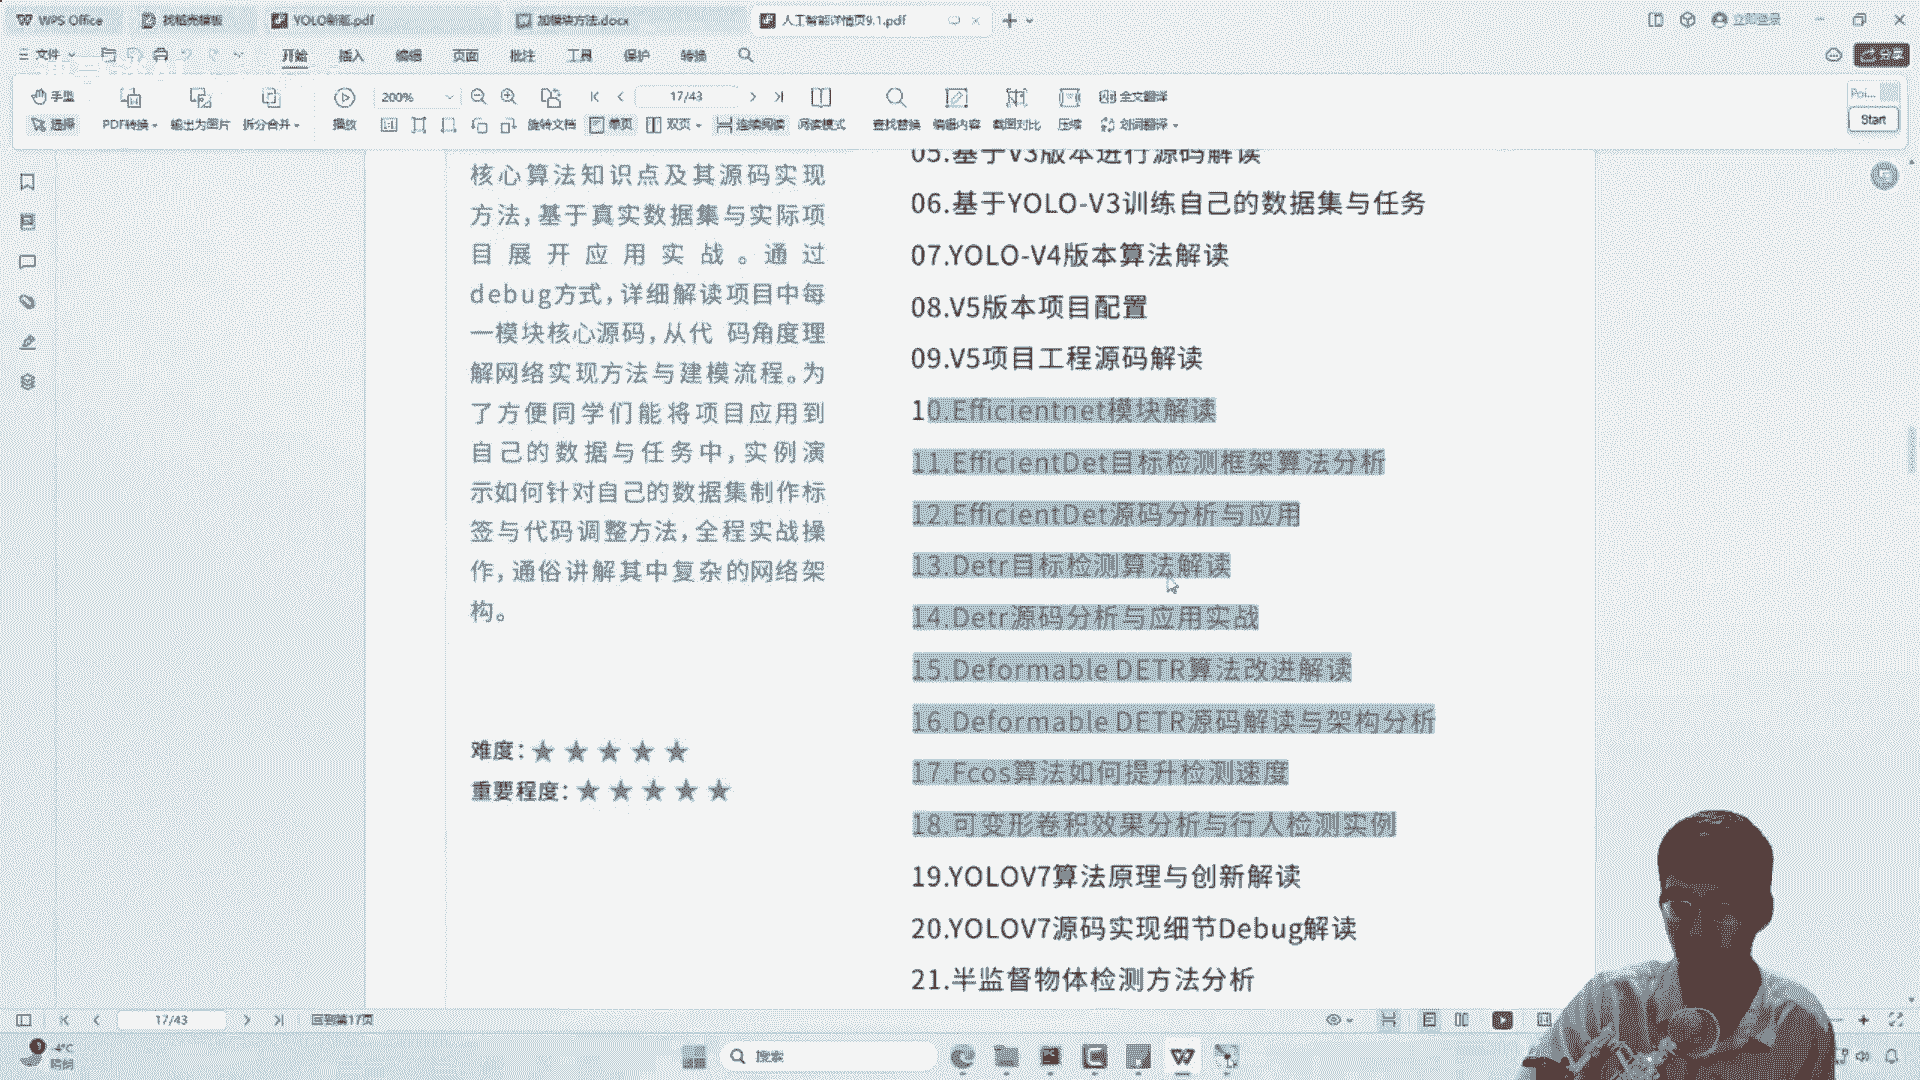 WPS Office
找稻壳模板
YOLO新版.pdf
加模块方法.docx
人工智能详情页9.1.pdf
立即登录
文件
开始
插入
编辑
页面
批注
工具
保护
转换
分享
手型
200%
17/43
全文翻译
选择
PDF转换
输出为图片
拆分合并
播放
旋转文档
单页
双页
连续阅读
阅读模式
查找替换
编辑内容
截图对比
压缩
划词翻译
Poi...
Start
核心算法知识点及其源码实现
方法,基于真实数据集与实际项
目展开应用实战。通过
debug方式,详细解读项目中每
一模块核心源码,从代 码角度理
解网络实现方法与建模流程。为
了方便同学们能将项目应用到
自己的数据与任务中,实例演
示如何针对自己的数据集制作标
签与代码调整方法,全程实战操
作,通俗讲解其中复杂的网络架
构。
难度:★ ★ ★ ★ ★
重要程度:★ ★ ★ ★ ★
05.基于V3版本进行源码解读
06.基于YOLO-V3训练自己的数据集与任务
07.YOLO-V4版本算法解读
08.V5版本项目配置
09.V5项目工程源码解读
10.Efficientnet模块解读
11.EfficientDet目标检测框架算法分析
12.EfficientDet源码分析与应用
13.Detr目标检测算法解读
14.Detr源码分析与应用实战
15.Deformable DETR算法改进解读
16.Deformable DETR源码解读与架构分析
17.Fcos算法如何提升检测速度
18.可变形卷积效果分析与行人检测实例
19.YOLOV7算法原理与创新解读
20.YOLOV7源码实现细节Debug解读
21.半监督物体检测方法分析
17/43
回到第17页
-4°C
晴朗
搜索